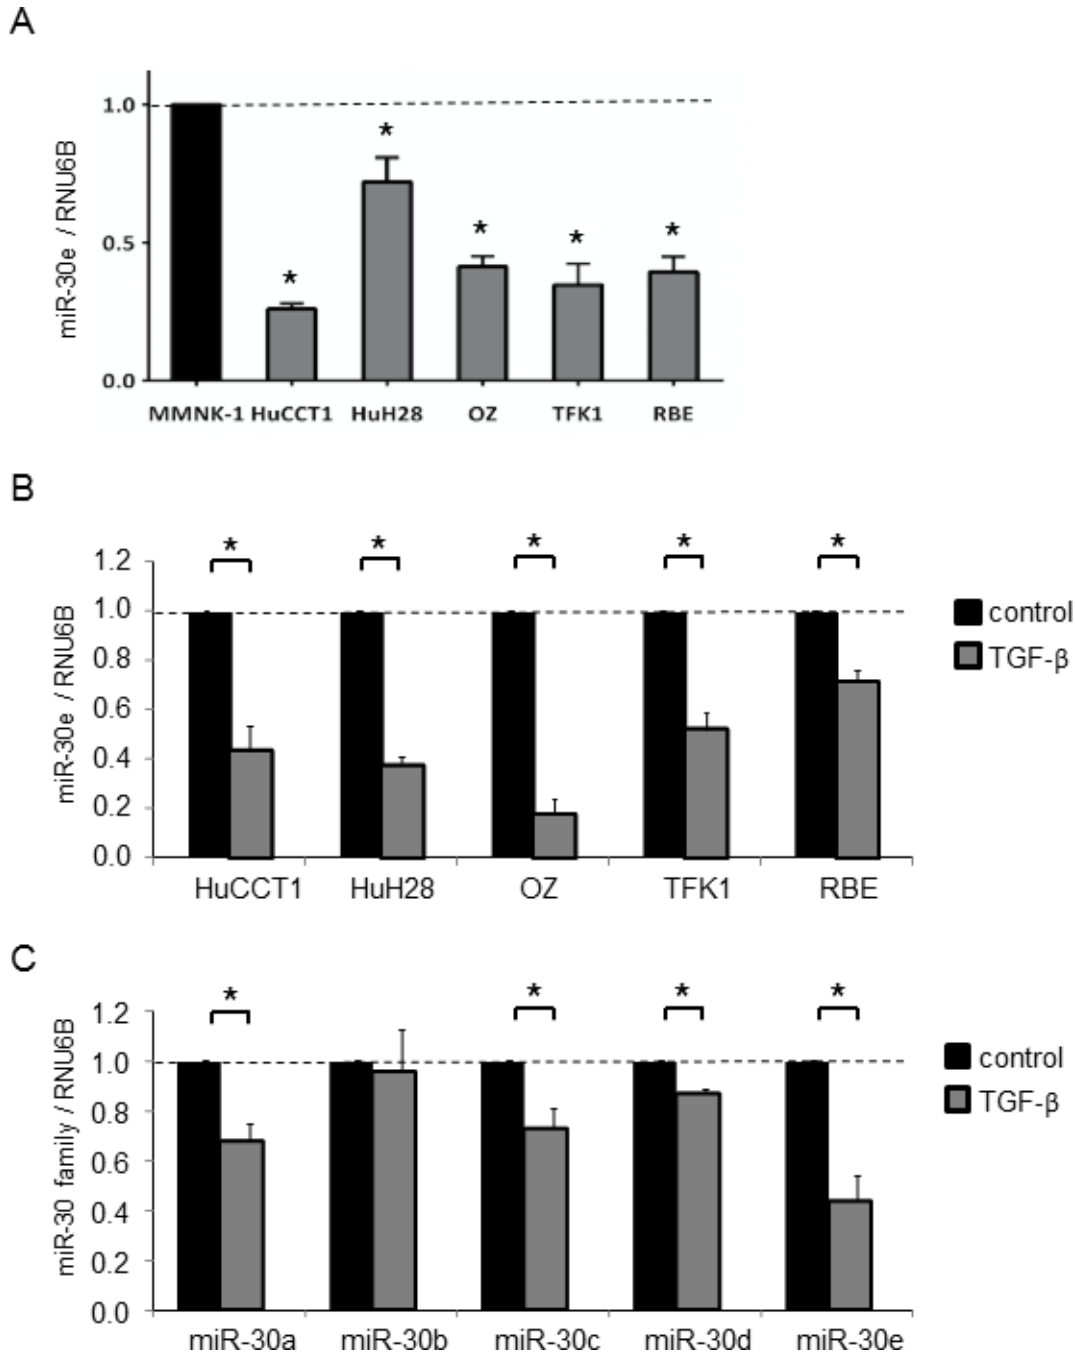 A
miR-30e / RNU6B
1.0
0.5
0.0
*
*
*
*
*
MMNK-1 HuCCT1 HuH28 OZ TFK1 RBE
B
miR-30e / RNU6B
1.2
1.0
0.8
0.6
0.4
0.2
0.0
* * * * *
HuCCT1 HuH28 OZ TFK1 RBE
control
TGF-β
C
miR-30 family / RNU6B
1.2
1.0
0.8
0.6
0.4
0.2
0.0
* * * *
miR-30a miR-30b miR-30c miR-30d miR-30e
control
TGF-β